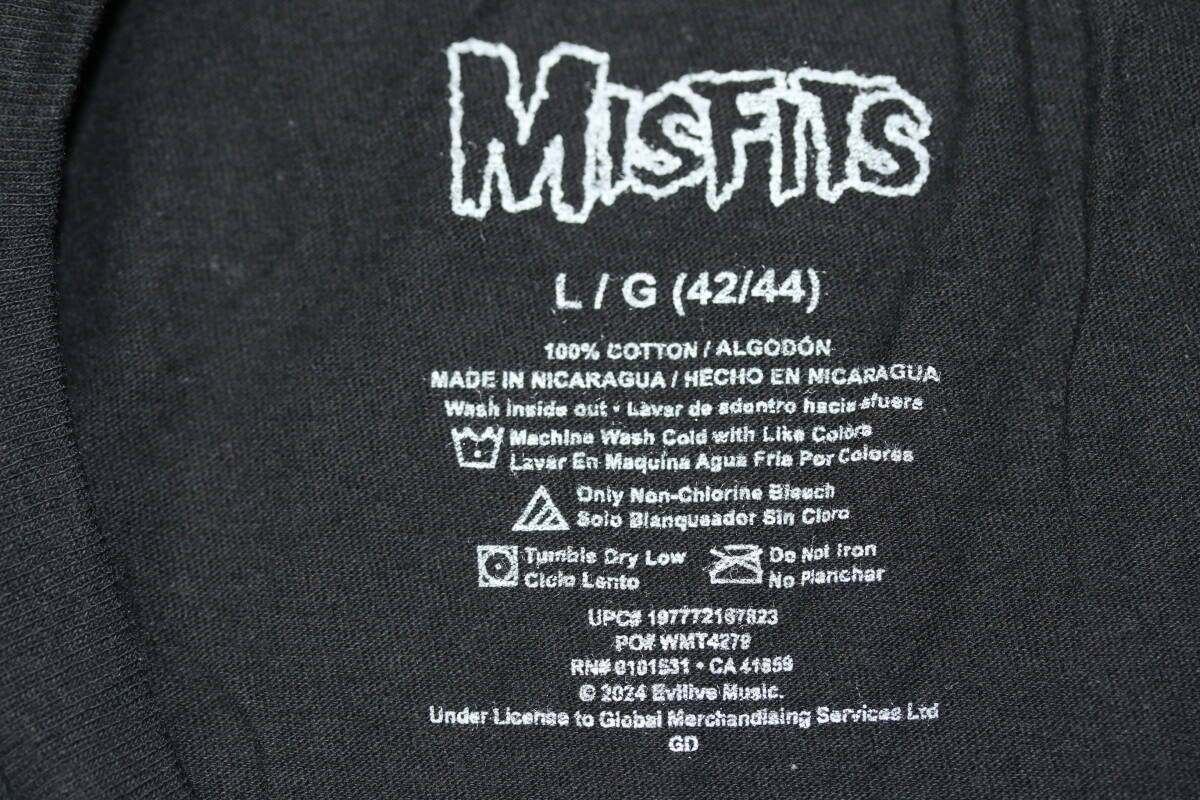 MISFITS
L / G (42/44)
100% COTTON / ALGODÓN
MADE IN NICARAGUA / HECHO EN NICARAGUA
Wash inside out • Lavar de adentro hacia afuera
Machine Wash Cold with Like Colors
Lavar En Maquina Agua Fria Por Colores
Only Non-Chlorine Bleach
Solo Blanqueador Sin Cloro
Tumble Dry Low
Ciclo Lento
Do Not Iron
No Planchar
UPC# 197772167823
PO# WMT4279
RN# 0101531 • CA 41859
© 2024 Evilive Music.
Under License to Global Merchandising Services Ltd
GD